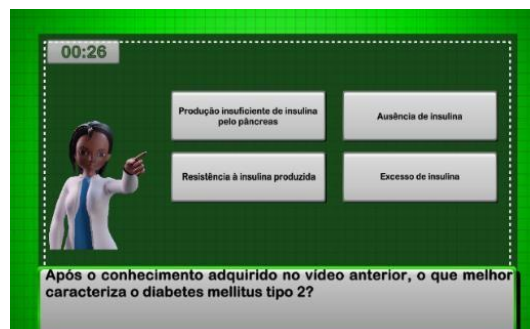 00:26
Produção insuficiente de insulina
pelo pâncreas
Ausência de insulina
Resistência à insulina produzida
Excesso de insulina
Após o conhecimento adquirido no vídeo anterior, o que melhor
caracteriza o diabetes mellitus tipo 2?